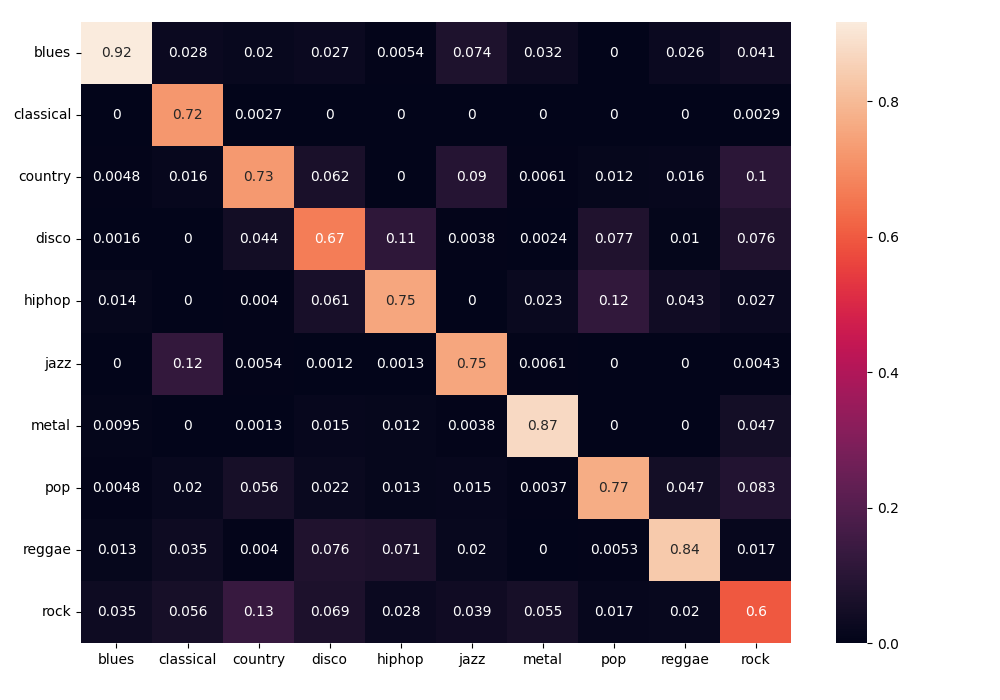 blues 0.92 0.028 0.02 0.027 0.0054 0.074 0.032 0 0.026 0.041
0.8
classical 0 0.72 0.0027 0 0 0 0 0 0 0.0029
country 0.0048 0.016 0.73 0.062 0 0.09 0.0061 0.012 0.016 0.1
disco 0.0016 0 0.044 0.67 0.11 0.0038 0.0024 0.077 0.01 0.076
0.6
hiphop 0.014 0 0.004 0.061 0.75 0 0.023 0.12 0.043 0.027
jazz 0 0.12 0.0054 0.0012 0.0013 0.75 0.0061 0 0 0.0043
0.4
metal 0.0095 0 0.0013 0.015 0.012 0.0038 0.87 0 0 0.047
pop 0.0048 0.02 0.056 0.022 0.013 0.015 0.0037 0.77 0.047 0.083
0.2
reggae 0.013 0.035 0.004 0.076 0.071 0.02 0 0.0053 0.84 0.017
rock 0.035 0.056 0.13 0.069 0.028 0.039 0.055 0.017 0.02 0.6
0.0
blues classical country disco hiphop jazz metal pop reggae rock